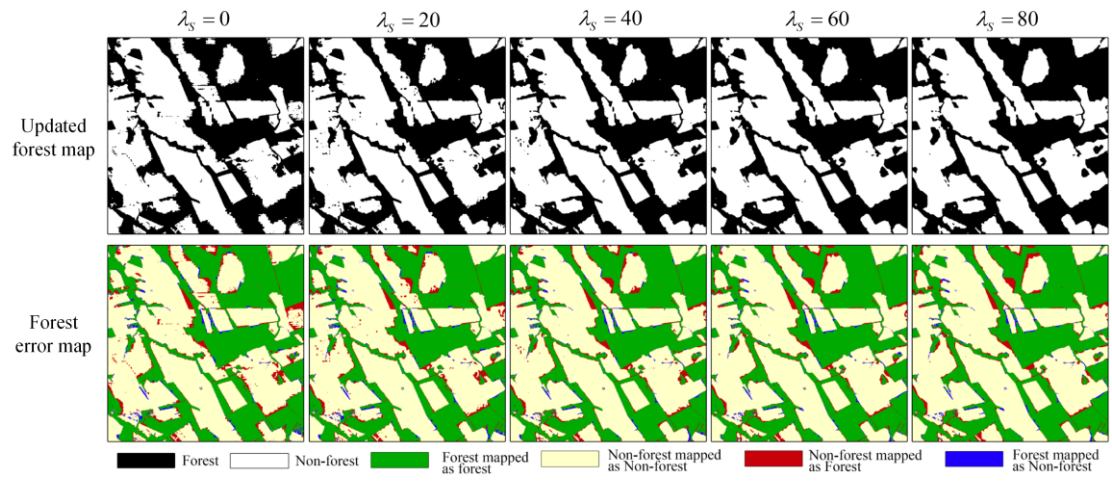 λS = 0
λS = 20
λS = 40
λS = 60
λS = 80
Updated
forest map
Forest
error map
Forest
Non-forest
Forest mapped
as forest
Non-forest mapped
as Non-forest
Non-forest mapped
as Forest
Forest mapped
as Non-forest